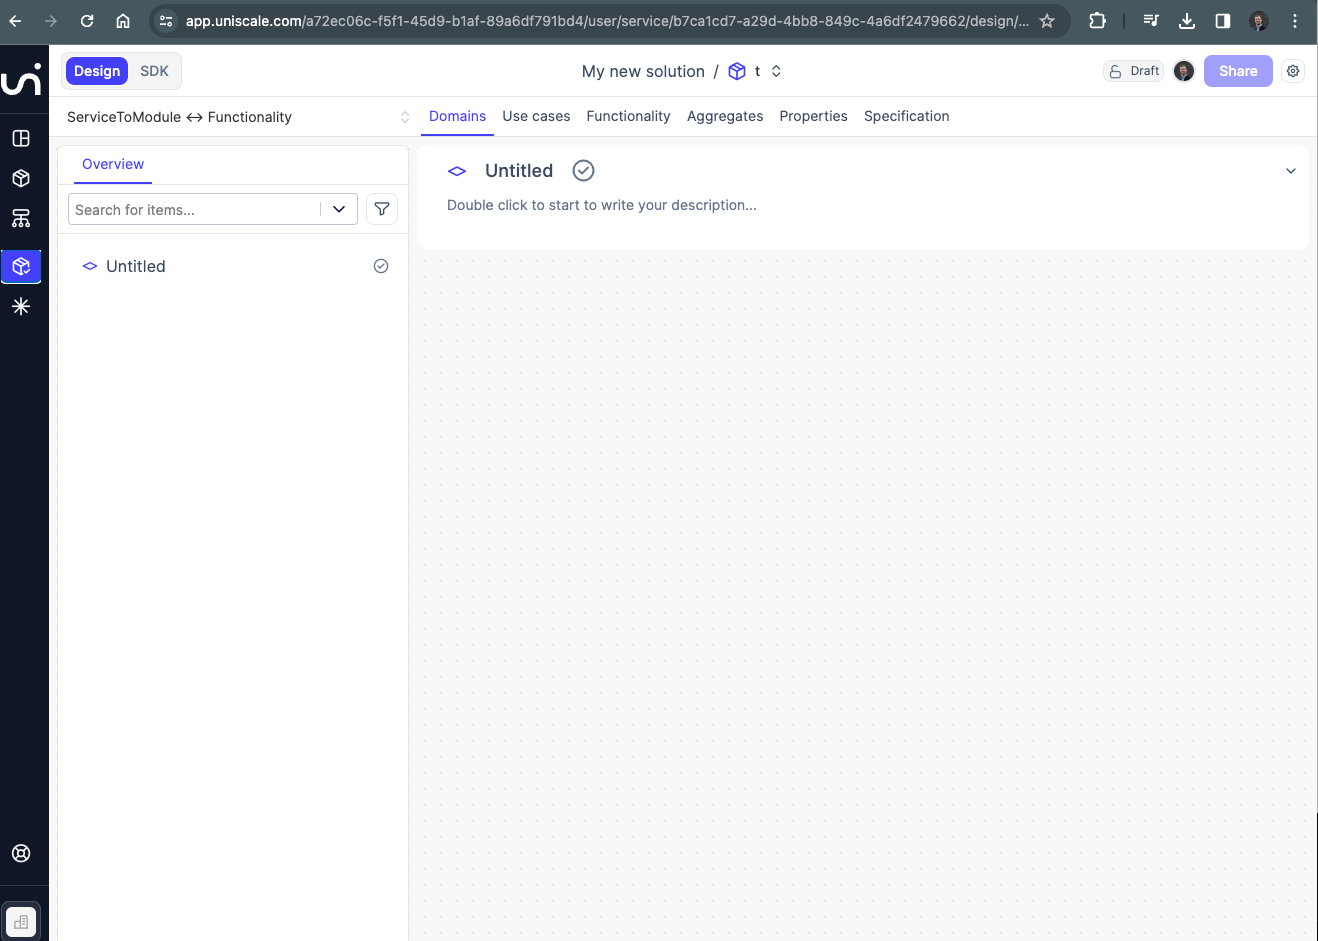 app.uniscale.com/a72ec06c-f5f1-45d9-b1af-89a6df791bd4/user/service/b7ca1cd7-a29d-4bb8-849c-4a6df2479662/design/...
uni
Design SDK
My new solution / t
Draft
Share
ServiceToModule <-> Functionality
Domains Use cases Functionality Aggregates Properties Specification
Overview
Search for items...
<> Untitled
<> Untitled
Double click to start to write your description...